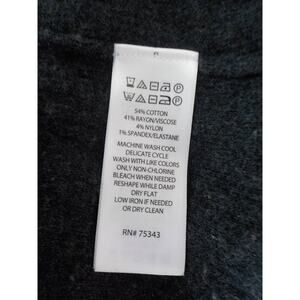 54% COTTON
41% RAYON/VISCOSE
4% NYLON
1% SPANDEX/ELASTANE
MACHINE WASH COOL
DELICATE CYCLE
WASH WITH LIKE COLORS
ONLY NON-CHLORINE
BLEACH WHEN NEEDED
RESHAPE WHILE DAMP
DRY FLAT
LOW IRON IF NEEDED
OR DRY CLEAN
RN# 75343